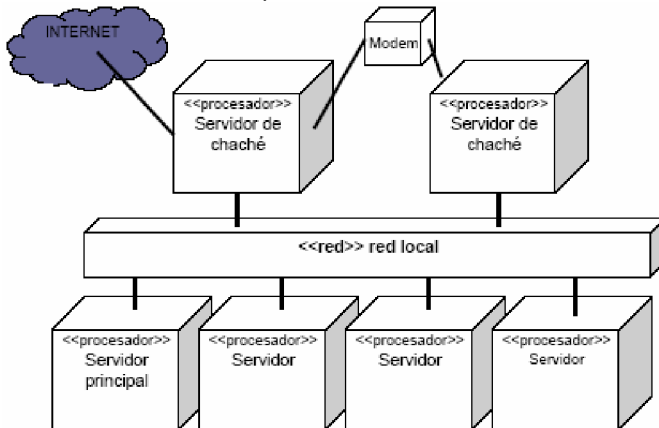 INTERNET
Modem
<<procesador>>
Servidor de
chaché
<<procesador>>
Servidor de
chaché
<<red>> red local
<<procesador>>
Servidor
principal
<<procesador>>
Servidor
<<procesador>>
Servidor
<<procesador>>
Servidor